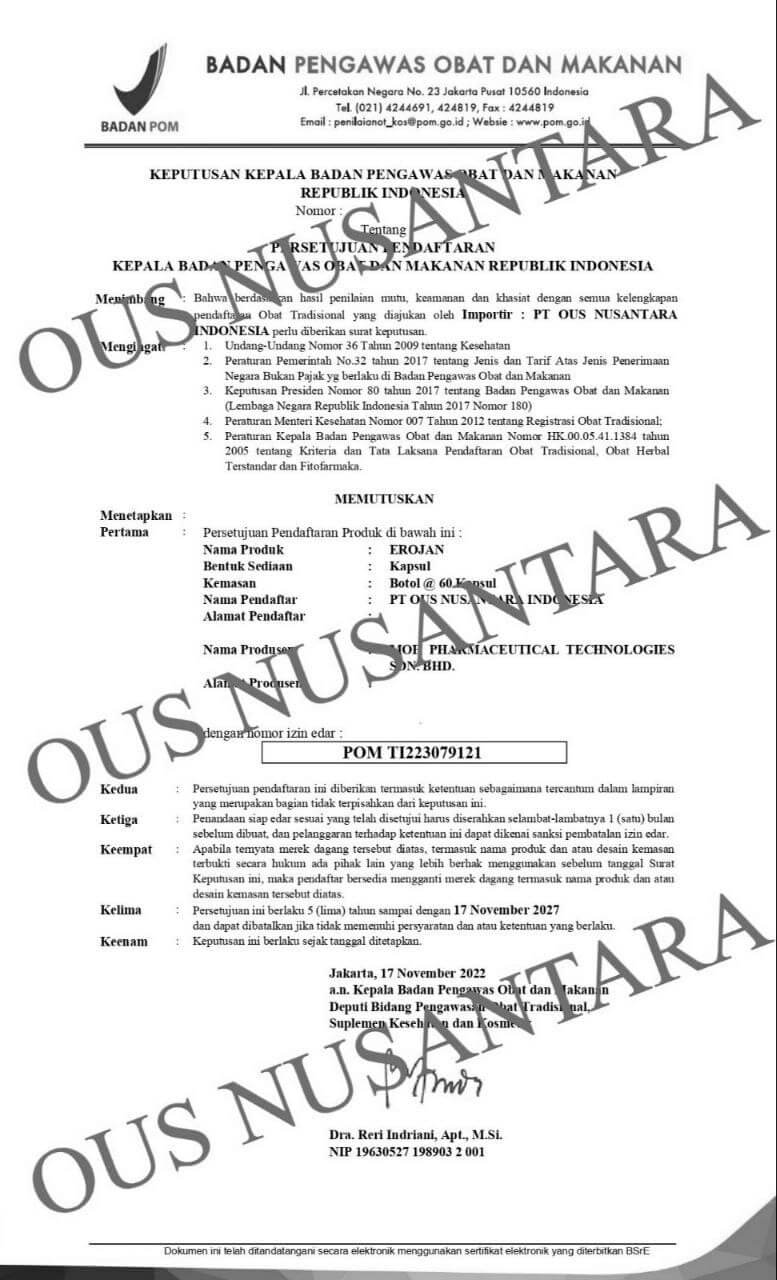 BADAN POM
BADAN PENGAWAS OBAT DAN MAKANAN
Jl. Percetakan Negara No. 23 Jakarta Pusat 10560 Indonesia
Tel. (021) 4244691, 424819, Fax : 4244819
Email : penilaianot_kos@pom.go.id ; Websie : www.pom.go.id
KEPUTUSAN KEPALA BADAN PENGAWAS OBAT DAN MAKANAN
REPUBLIK INDONESIA
Nomor :
Tentang
PERSETUJUAN PENDAFTARAN
KEPALA BADAN PENGAWAS OBAT DAN MAKANAN REPUBLIK INDONESIA
Menimbang : Bahwa berdasarkan hasil penilaian mutu, keamanan dan khasiat dengan semua kelengkapan
pendaftaran Obat Tradisional yang diajukan oleh Importir : PT OUS NUSANTARA
INDONESIA perlu diberikan surat keputusan.
Mengingat : 1. Undang-Undang Nomor 36 Tahun 2009 tentang Kesehatan
2. Peraturan Pemerintah No.32 tahun 2017 tentang Jenis dan Tarif Atas Jenis Penerimaan
Negara Bukan Pajak yg berlaku di Badan Pengawas Obat dan Makanan
3. Keputusan Presiden Nomor 80 tahun 2017 tentang Badan Pengawas Obat dan Makanan
(Lembaga Negara Republik Indonesia Tahun 2017 Nomor 180)
4. Peraturan Menteri Kesehatan Nomor 007 Tahun 2012 tentang Registrasi Obat Tradisional;
5. Peraturan Kepala Badan Pengawas Obat dan Makanan Nomor HK.00.05.41.1384 tahun
2005 tentang Kriteria dan Tata Laksana Pendaftaran Obat Tradisional, Obat Herbal
Terstandar dan Fitofarmaka.
OUS NUSANTARA
MEMUTUSKAN
Menetapkan :
Pertama : Persetujuan Pendaftaran Produk di bawah ini :
Nama Produk : EROJAN
Bentuk Sediaan : Kapsul
Kemasan : Botol @ 60 Kapsul
Nama Pendaftar : PT OUS NUSANTARA INDONESIA
Alamat Pendaftar :
Nama Produsen : PHARMACEUTICAL TECHNOLOGIES
SDN. BHD.
Alamat Produsen :
dengan nomor izin edar :
POM TI223079121
OUS NUSANTARA
Kedua : Persetujuan pendaftaran ini diberikan termasuk ketentuan sebagaimana tercantum dalam lampiran
yang merupakan bagian tidak terpisahkan dari keputusan ini.
Ketiga : Penandaan siap edar sesuai yang telah disetujui harus diserahkan selambat-lambatnya 1 (satu) bulan
sebelum dibuat, dan pelanggaran terhadap ketentuan ini dapat dikenai sanksi pembatalan izin edar.
Keempat : Apabila ternyata merek dagang tersebut diatas, termasuk nama produk dan atau desain kemasan
terbukti secara hukum ada pihak lain yang lebih berhak menggunakan sebelum tanggal Surat
Keputusan ini, maka pendaftar bersedia mengganti merek dagang termasuk nama produk dan atau
desain kemasan tersebut diatas.
Kelima : Persetujuan ini berlaku 5 (lima) tahun sampai dengan 17 November 2027
dan dapat dibatalkan jika tidak memenuhi persyaratan dan atau ketentuan yang berlaku.
Keenam : Keputusan ini berlaku sejak tanggal ditetapkan.
Jakarta, 17 November 2022
a.n. Kepala Badan Pengawas Obat dan Makanan
Deputi Bidang Pengawasan Obat Tradisional,
Suplemen Kesehatan dan Kosmetik
OUS NUSANTARA
Dra. Reri Indriani, Apt., M.Si.
NIP 19630527 198903 2 001
Dokumen ini telah ditandatangani secara elektronik menggunakan sertifikat elektronik yang diterbitkan BSrE